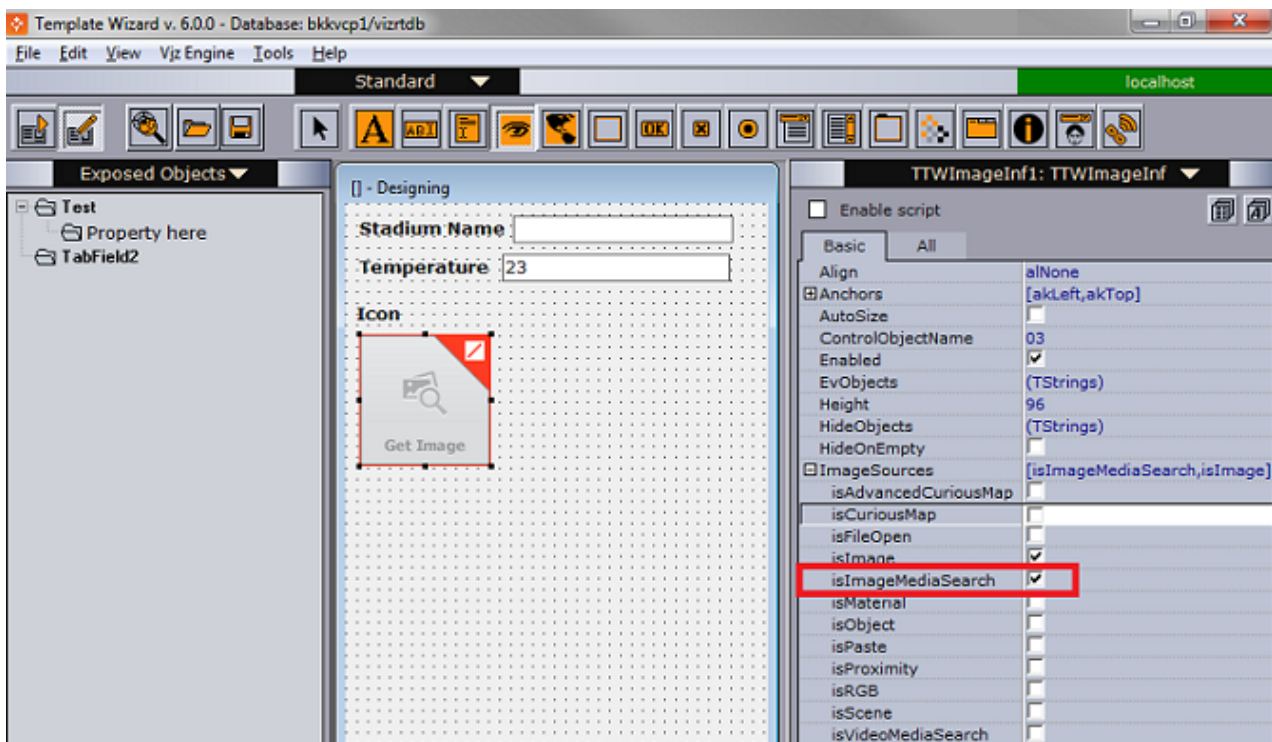 Template Wizard v. 6.0.0 - Database: bkkvcp1/vizrtdb
File Edit View Viz Engine Tools Help
Standard
localhost
A ABI OK
Exposed Objects
Test
Property here
TabField2
[] - Designing
Stadium Name
Temperature 23
Icon
Get Image
TTWImageInf1: TTWImageInf
Enable script
Basic All
Align alNone
Anchors [akLeft,akTop]
AutoSize
ControlObjectName 03
Enabled
EvObjects (TStrings)
Height 96
HideObjects (TStrings)
HideOnEmpty
ImageSources [isImageMediaSearch,isImage]
isAdvancedCuriousMap
isCuriousMap
isFileOpen
isImage
isImageMediaSearch
isMaterial
isObject
isPaste
isProximity
isRGB
isScene
isVideoMediaSearch